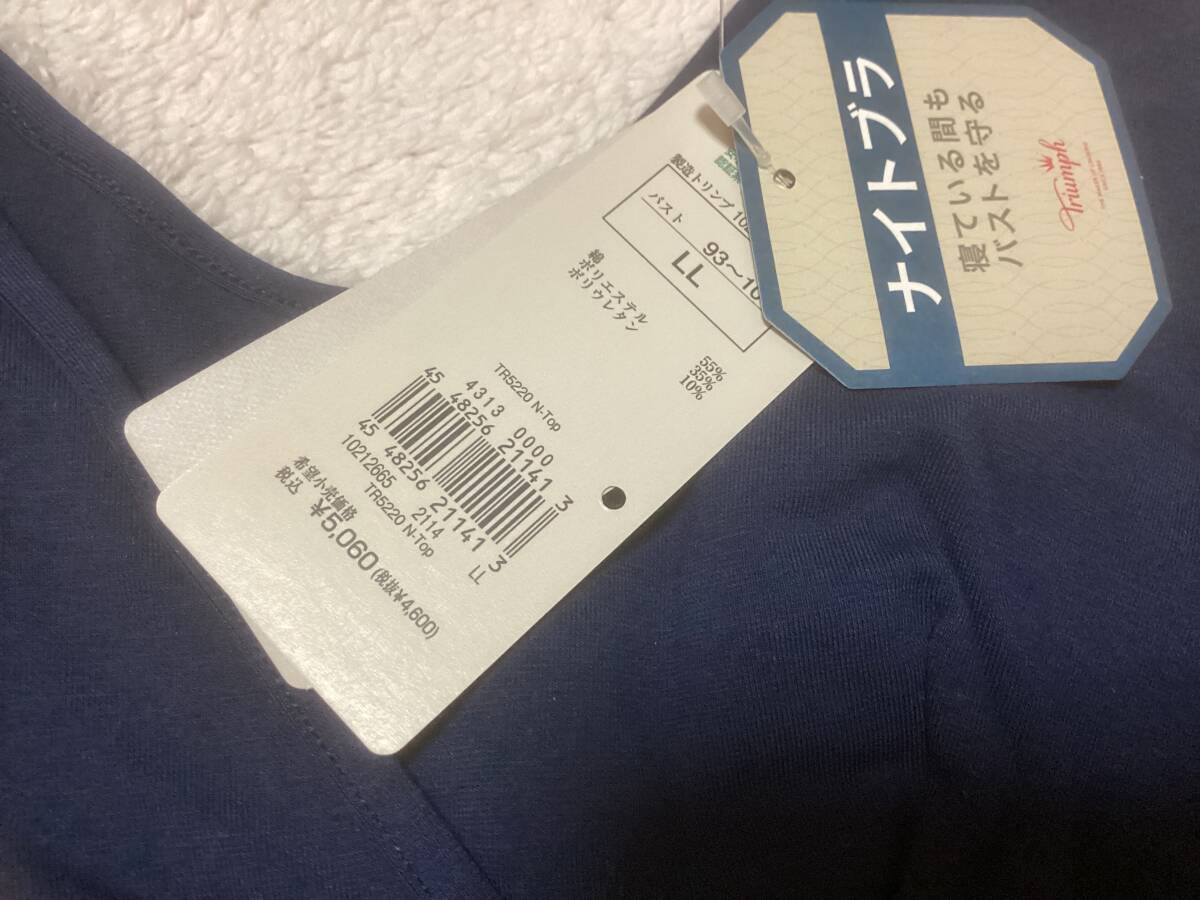 ナイトブラ
寝ている間も
バストを守る
Triumph
製造トリンプ
バスト 93～10
LL
綿 55%
ポリエステル 35%
ポリウレタン 10%
TR5220 N-Top
4313 0000
45 48256 21141 3
45 48256 21141 3
10212665 2114
TR5220 N-Top LL
希望小売価格
税込 ¥5,060 (税抜¥4,600)